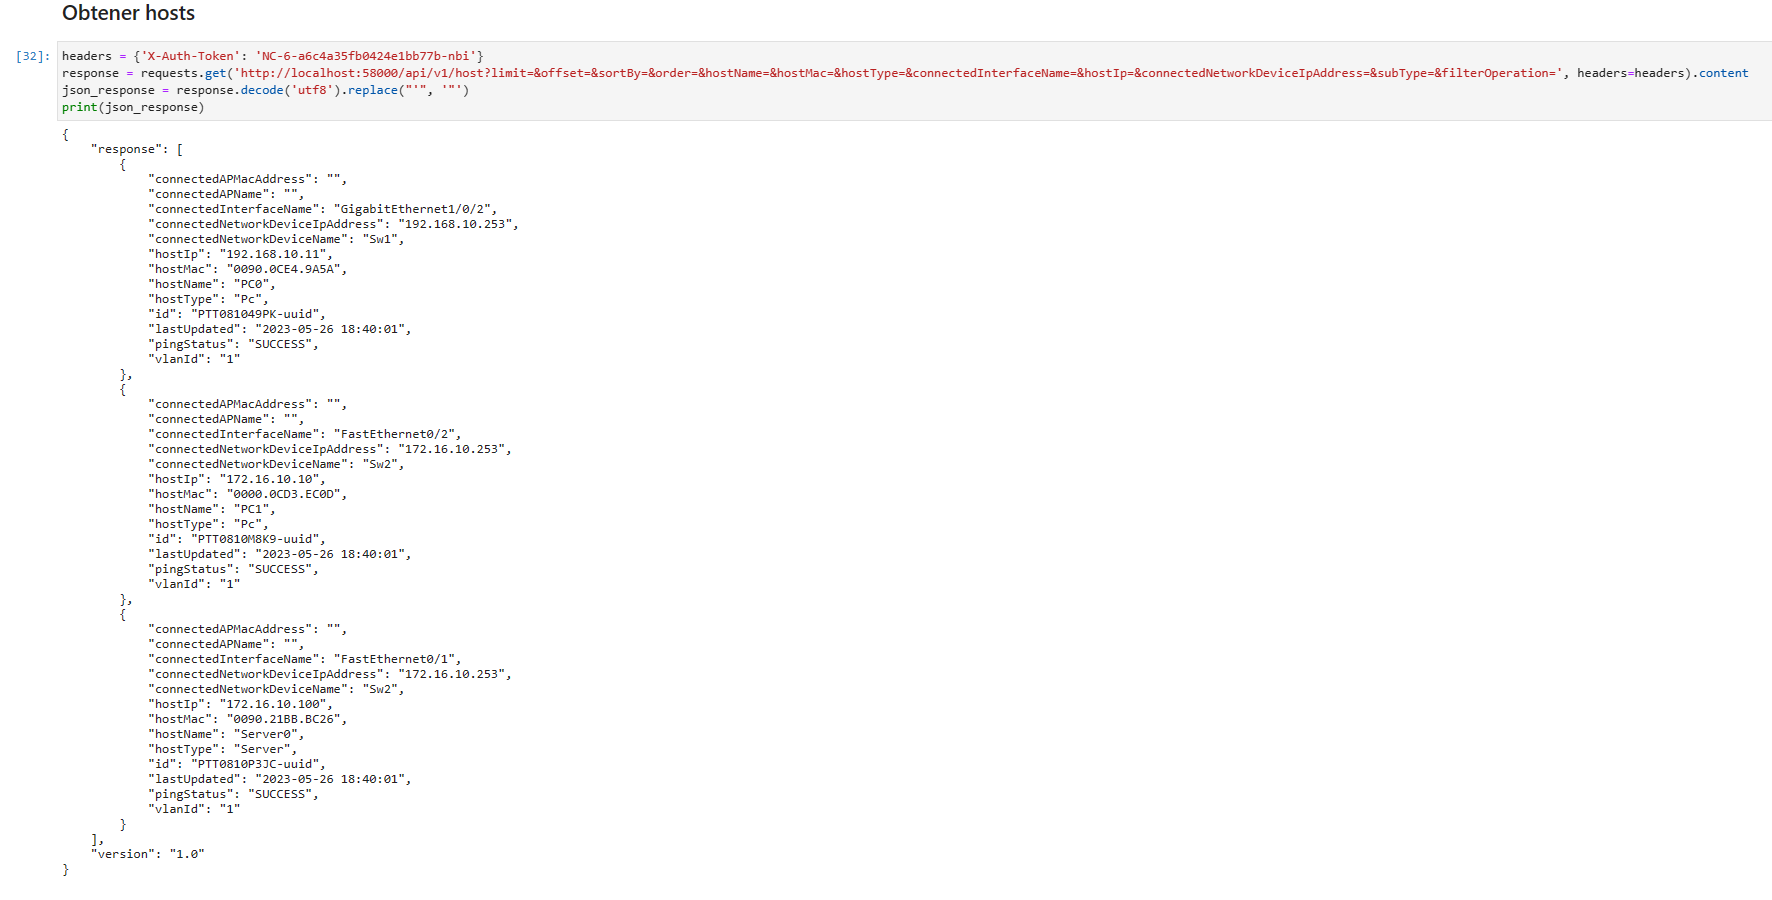 Obtener hosts
[32]: headers = {'X-Auth-Token': 'NC-6-a6c4a35fb0424e1bb77b-nbi'}
response = requests.get('http://localhost:58000/api/v1/host?limit=&offset=&sortBy=&order=&hostName=&hostMac=&hostType=&connectedInterfaceName=&hostIp=&connectedNetworkDeviceIpAddress=&subType=&filterOperation=', headers=headers).content
json_response = response.decode('utf8').replace("'", '"')
print(json_response)
{
    "response": [
        {
            "connectedAPMacAddress": "",
            "connectedAPName": "",
            "connectedInterfaceName": "GigabitEthernet1/0/2",
            "connectedNetworkDeviceIpAddress": "192.168.10.253",
            "connectedNetworkDeviceName": "Sw1",
            "hostIp": "192.168.10.11",
            "hostMac": "0090.0CE4.9A5A",
            "hostName": "PC0",
            "hostType": "Pc",
            "id": "PTT081049PK-uuid",
            "lastUpdated": "2023-05-26 18:40:01",
            "pingStatus": "SUCCESS",
            "vlanId": "1"
        },
        {
            "connectedAPMacAddress": "",
            "connectedAPName": "",
            "connectedInterfaceName": "FastEthernet0/2",
            "connectedNetworkDeviceIpAddress": "172.16.10.253",
            "connectedNetworkDeviceName": "Sw2",
            "hostIp": "172.16.10.10",
            "hostMac": "0000.0CD3.EC0D",
            "hostName": "PC1",
            "hostType": "Pc",
            "id": "PTT0810M8K9-uuid",
            "lastUpdated": "2023-05-26 18:40:01",
            "pingStatus": "SUCCESS",
            "vlanId": "1"
        },
        {
            "connectedAPMacAddress": "",
            "connectedAPName": "",
            "connectedInterfaceName": "FastEthernet0/1",
            "connectedNetworkDeviceIpAddress": "172.16.10.253",
            "connectedNetworkDeviceName": "Sw2",
            "hostIp": "172.16.10.100",
            "hostMac": "0090.21BB.BC26",
            "hostName": "Server0",
            "hostType": "Server",
            "id": "PTT0810P3JC-uuid",
            "lastUpdated": "2023-05-26 18:40:01",
            "pingStatus": "SUCCESS",
            "vlanId": "1"
        }
    ],
    "version": "1.0"
}